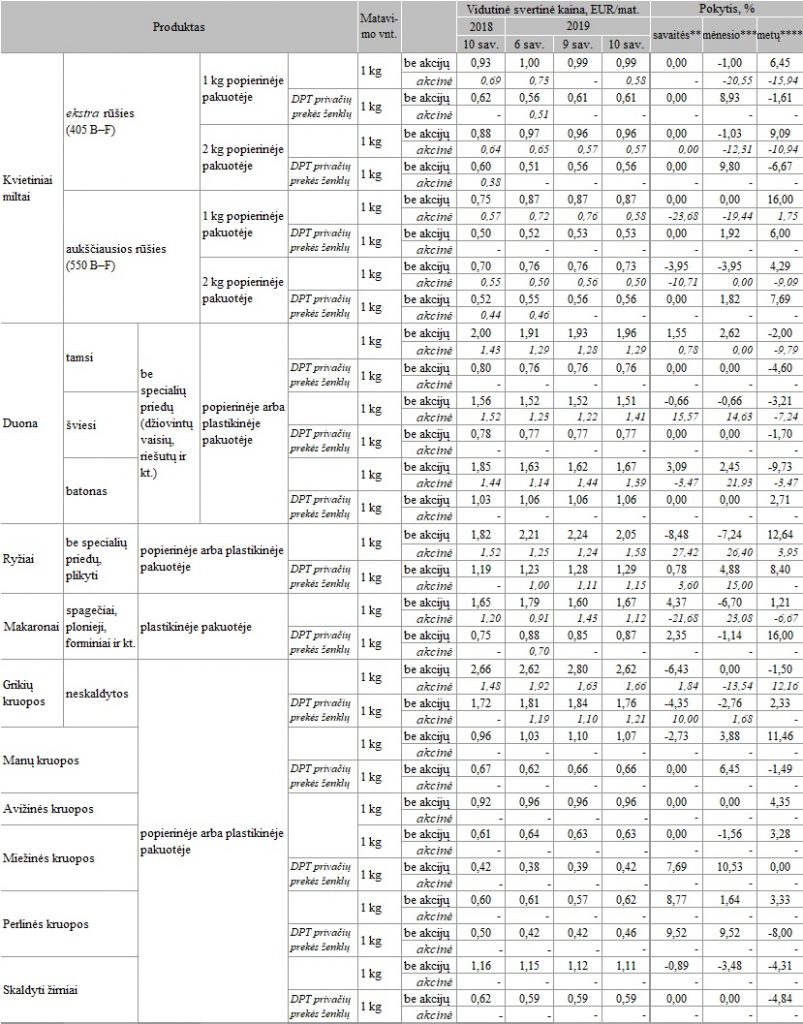 Produktas Matavi- Vidutinė svertinė kaina, EUR/mat. Pokytis, %
mo vnt. 2018 2019 savaitės** mėnesio*** metų****
10 sav. 6 sav. 9 sav. 10 sav.
Kvietiniai miltai ekstra rūšies (405 B–F) 1 kg popierinėje pakuotėje 1 kg be akcijų 0,93 1,00 0,99 0,99 0,00 -1,00 6,45
akcinė 0,69 0,73 - 0,58 - -20,55 -15,94
DPT privačių prekės ženklų 1 kg be akcijų 0,62 0,56 0,61 0,61 0,00 8,93 -1,61
akcinė - 0,51 - - - - -
2 kg popierinėje pakuotėje 1 kg be akcijų 0,88 0,97 0,96 0,96 0,00 -1,03 9,09
akcinė 0,64 0,65 0,57 0,57 0,00 -12,31 -10,94
DPT privačių prekės ženklų 1 kg be akcijų 0,60 0,51 0,56 0,56 0,00 9,80 -6,67
akcinė 0,38 - - - - - -
aukščiausios rūšies (550 B–F) 1 kg popierinėje pakuotėje 1 kg be akcijų 0,75 0,87 0,87 0,87 0,00 0,00 16,00
akcinė 0,57 0,72 0,76 0,58 -23,68 -19,44 1,75
DPT privačių prekės ženklų 1 kg be akcijų 0,50 0,52 0,53 0,53 0,00 1,92 6,00
akcinė - - - - - - -
2 kg popierinėje pakuotėje 1 kg be akcijų 0,70 0,76 0,76 0,73 -3,95 -3,95 4,29
akcinė 0,55 0,50 0,56 0,50 -10,71 0,00 -9,09
DPT privačių prekės ženklų 1 kg be akcijų 0,52 0,55 0,56 0,56 0,00 1,82 7,69
akcinė 0,44 0,46 - - - - -
Duona tamsi be specialių priedų (džiovintų vaisių, riešutų ir kt.) popierinėje arba plastikinėje pakuotėje 1 kg be akcijų 2,00 1,91 1,93 1,96 1,55 2,62 -2,00
akcinė 1,43 1,29 1,28 1,29 0,78 0,00 -9,79
DPT privačių prekės ženklų 1 kg be akcijų 0,80 0,76 0,76 0,76 0,00 0,00 -4,60
akcinė - - - - - - -
šviesi 1 kg be akcijų 1,56 1,52 1,52 1,51 -0,66 -0,66 -3,21
akcinė 1,52 1,23 1,22 1,41 15,57 14,63 -7,24
DPT privačių prekės ženklų 1 kg be akcijų 0,78 0,77 0,77 0,77 0,00 0,00 -1,70
akcinė - - - - - - -
batonas 1 kg be akcijų 1,85 1,63 1,62 1,67 3,09 2,45 -9,73
akcinė 1,44 1,14 1,44 1,39 -3,47 21,93 -3,47
DPT privačių prekės ženklų 1 kg be akcijų 1,03 1,06 1,06 1,06 0,00 0,00 2,71
akcinė - - - - - - -
Ryžiai be specialių priedų, plikyti popierinėje arba plastikinėje pakuotėje 1 kg be akcijų 1,82 2,21 2,24 2,05 -8,48 -7,24 12,64
akcinė 1,52 1,25 1,24 1,58 27,42 26,40 3,95
DPT privačių prekės ženklų 1 kg be akcijų 1,19 1,23 1,28 1,29 0,78 4,88 8,40
akcinė - 1,00 1,11 1,15 3,60 15,00 -
Makaronai spagečiai, plonieji, forminiai ir kt. plastikinėje pakuotėje 1 kg be akcijų 1,65 1,79 1,60 1,67 4,37 -6,70 1,21
akcinė 1,20 0,91 1,43 1,12 -21,68 23,08 -6,67
DPT privačių prekės ženklų 1 kg be akcijų 0,75 0,88 0,85 0,87 2,35 -1,14 16,00
akcinė - 0,70 - - - - -
Grikių kruopos neskaldytos popierinėje arba plastikinėje pakuotėje 1 kg be akcijų 2,66 2,62 2,80 2,62 -6,43 0,00 -1,50
akcinė 1,48 1,92 1,63 1,66 1,84 -13,54 12,16
DPT privačių prekės ženklų 1 kg be akcijų 1,72 1,81 1,84 1,76 -4,35 -2,76 2,33
akcinė - 1,19 1,10 1,21 10,00 1,68 -
Manų kruopos 1 kg be akcijų 0,96 1,03 1,10 1,07 -2,73 3,88 11,46
akcinė - - - - - - -
DPT privačių prekės ženklų 1 kg be akcijų 0,67 0,62 0,66 0,66 0,00 6,45 -1,49
akcinė - - - - - - -
Avižinės kruopos 1 kg be akcijų 0,92 0,96 0,96 0,96 0,00 0,00 4,35
akcinė - - - - - - -
Miežinės kruopos 1 kg be akcijų 0,61 0,64 0,63 0,63 0,00 -1,56 3,28
akcinė - - - - - - -
DPT privačių prekės ženklų 1 kg be akcijų 0,42 0,38 0,39 0,42 7,69 10,53 0,00
akcinė - - - - - - -
Perlinės kruopos 1 kg be akcijų 0,60 0,61 0,57 0,62 8,77 1,64 3,33
akcinė - - - - - - -
DPT privačių prekės ženklų 1 kg be akcijų 0,50 0,42 0,42 0,46 9,52 9,52 -8,00
akcinė - - - - - - -
Skaldyti žirniai 1 kg be akcijų 1,16 1,15 1,12 1,11 -0,89 -3,48 -4,31
akcinė - - - - - - -
DPT privačių prekės ženklų 1 kg be akcijų 0,62 0,59 0,59 0,59 0,00 0,00 -4,84
akcinė - - - - - - -